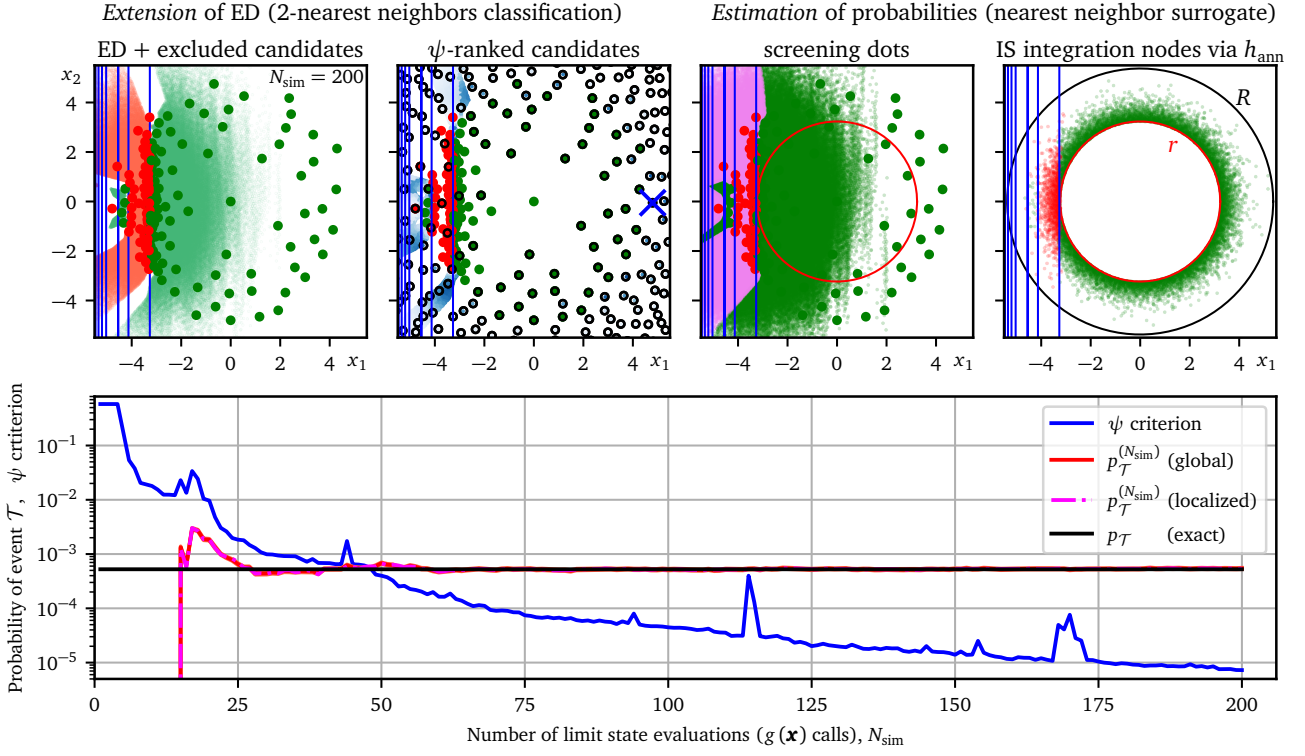 Extension of ED (2-nearest neighbors classification)
Estimation of probabilities (nearest neighbor surrogate)
ED + excluded candidates
ψ-ranked candidates
screening dots
IS integration nodes via h_ann
x₂
N_sim = 200
4
2
0
−2
−4
−4 −2 0 2 x₁
−4 −2 0 2 4 x₁
−4 −2 0 2 4 x₁
R
r
−4 −2 0 2 4 x₁
Probability of event 𝒯, ψ crtiterion
10⁻¹
10⁻²
10⁻³
10⁻⁴
10⁻⁵
ψ criterion
p_𝒯^(N_sim) (global)
p_𝒯^(N_sim) (localized)
p_𝒯 (exact)
0 25 50 75 100 125 150 175 200
Number of limit state evaluations (g(𝒙) calls), N_sim